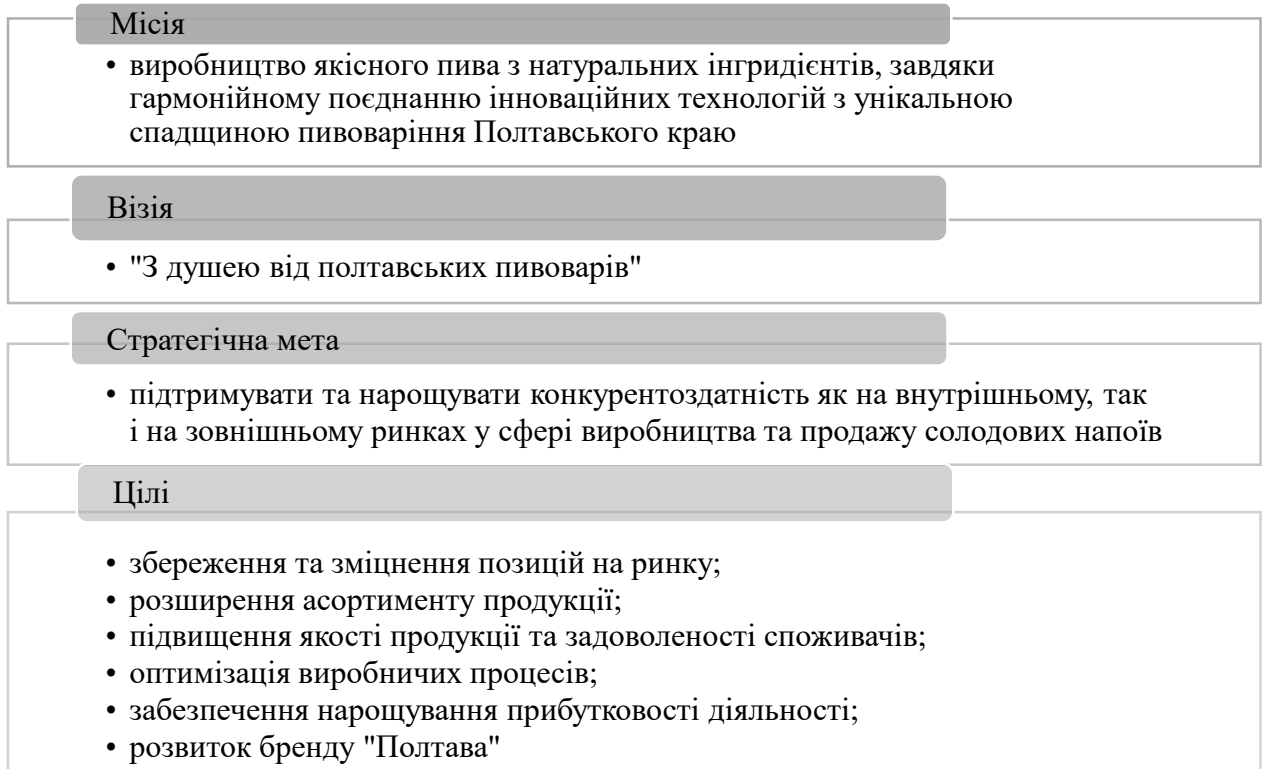 Місія
• виробництво якісного пива з натуральних інгридієнтів, завдяки
гармонійному поєднанню інноваційних технологій з унікальною
спадщиною пивоваріння Полтавського краю
Візія
• "З душею від полтавських пивоварів"
Стратегічна мета
• підтримувати та нарощувати конкурентоздатність як на внутрішньому, так
і на зовнішньому ринках у сфері виробництва та продажу солодових напоїв
Цілі
• збереження та зміцнення позицій на ринку;
• розширення асортименту продукції;
• підвищення якості продукції та задоволеності споживачів;
• оптимізація виробничих процесів;
• забезпечення нарощування прибутковості діяльності;
• розвиток бренду "Полтава"